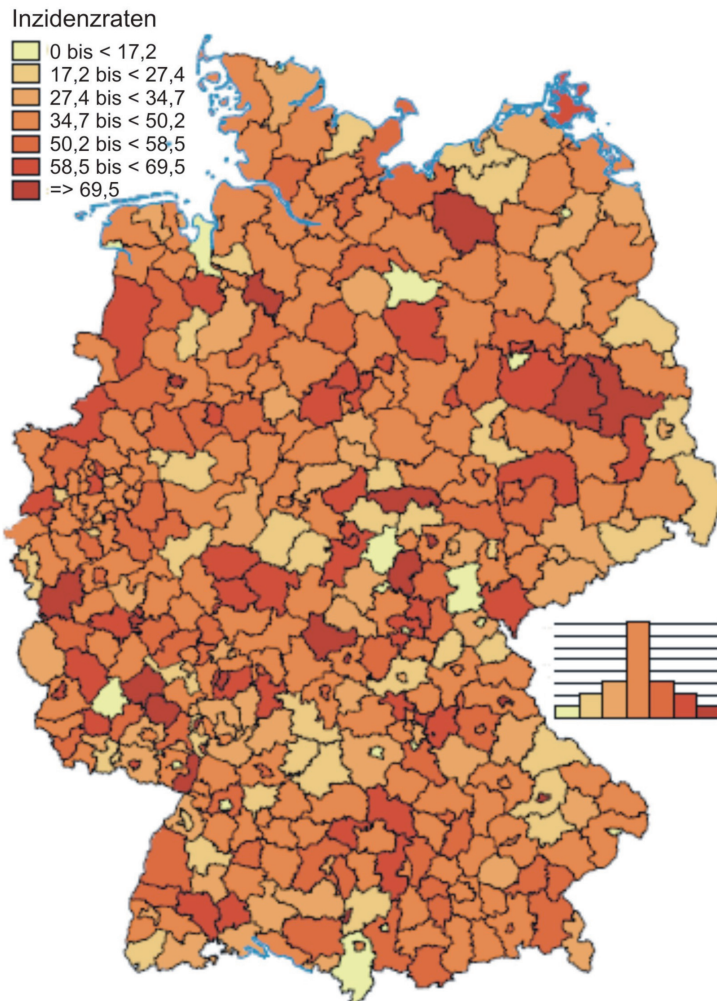 Inzidenzraten
0 bis < 17,2
17,2 bis < 27,4
27,4 bis < 34,7
34,7 bis < 50,2
50,2 bis < 58,5
58,5 bis < 69,5
=> 69,5